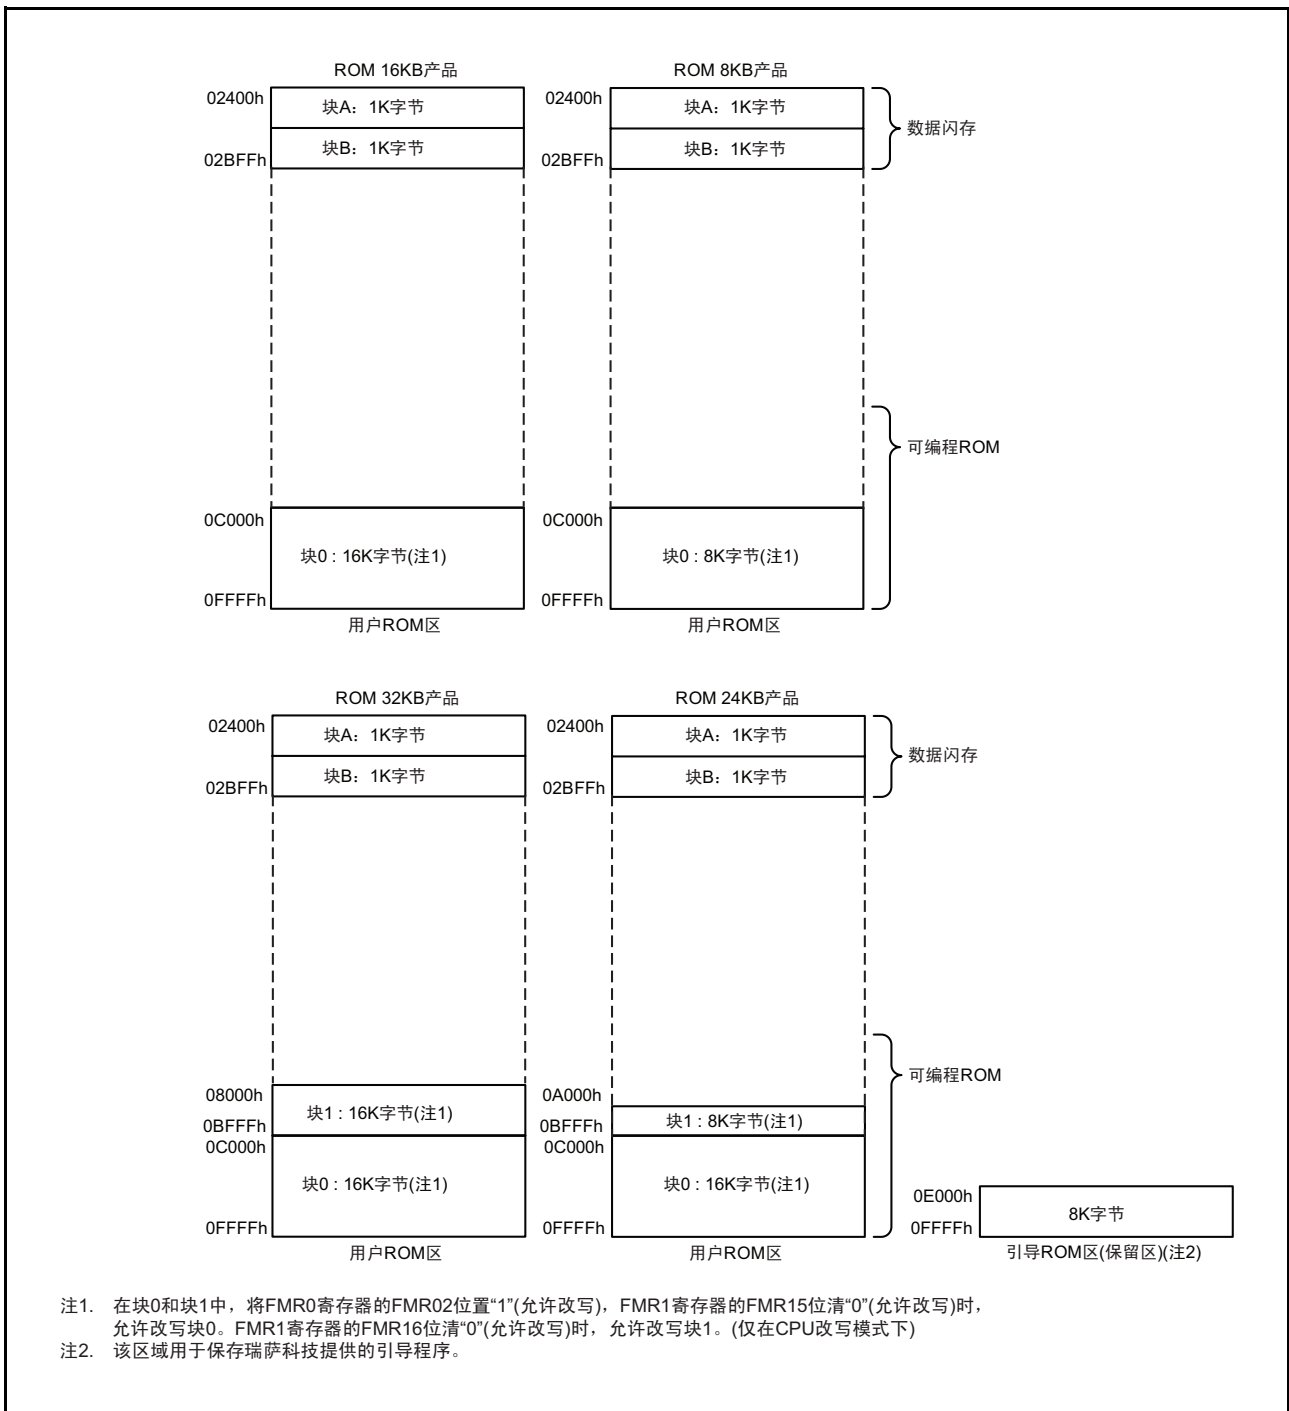 ROM 16KB产品
02400h
块A：1K字节
块B：1K字节
02BFFh
0C000h
块0 : 16K字节(注1)
0FFFFh
用户ROM区
ROM 8KB产品
02400h
块A：1K字节
块B：1K字节
02BFFh
数据闪存
可编程ROM
0C000h
块0 : 8K字节(注1)
0FFFFh
用户ROM区
ROM 32KB产品
02400h
块A：1K字节
块B：1K字节
02BFFh
08000h
块1 : 16K字节(注1)
0BFFFh
0C000h
块0 : 16K字节(注1)
0FFFFh
用户ROM区
ROM 24KB产品
02400h
块A：1K字节
块B：1K字节
02BFFh
数据闪存
可编程ROM
0A000h
块1 : 8K字节(注1)
0BFFFh
0C000h
块0 : 16K字节(注1)
0FFFFh
用户ROM区
0E000h
8K字节
0FFFFh
引导ROM区(保留区)(注2)
注1. 在块0和块1中，将FMR0寄存器的FMR02位置“1”(允许改写)，FMR1寄存器的FMR15位清“0”(允许改写)时，
允许改写块0。FMR1寄存器的FMR16位清“0”(允许改写)时，允许改写块1。(仅在CPU改写模式下)
注2. 该区域用于保存瑞萨科技提供的引导程序。